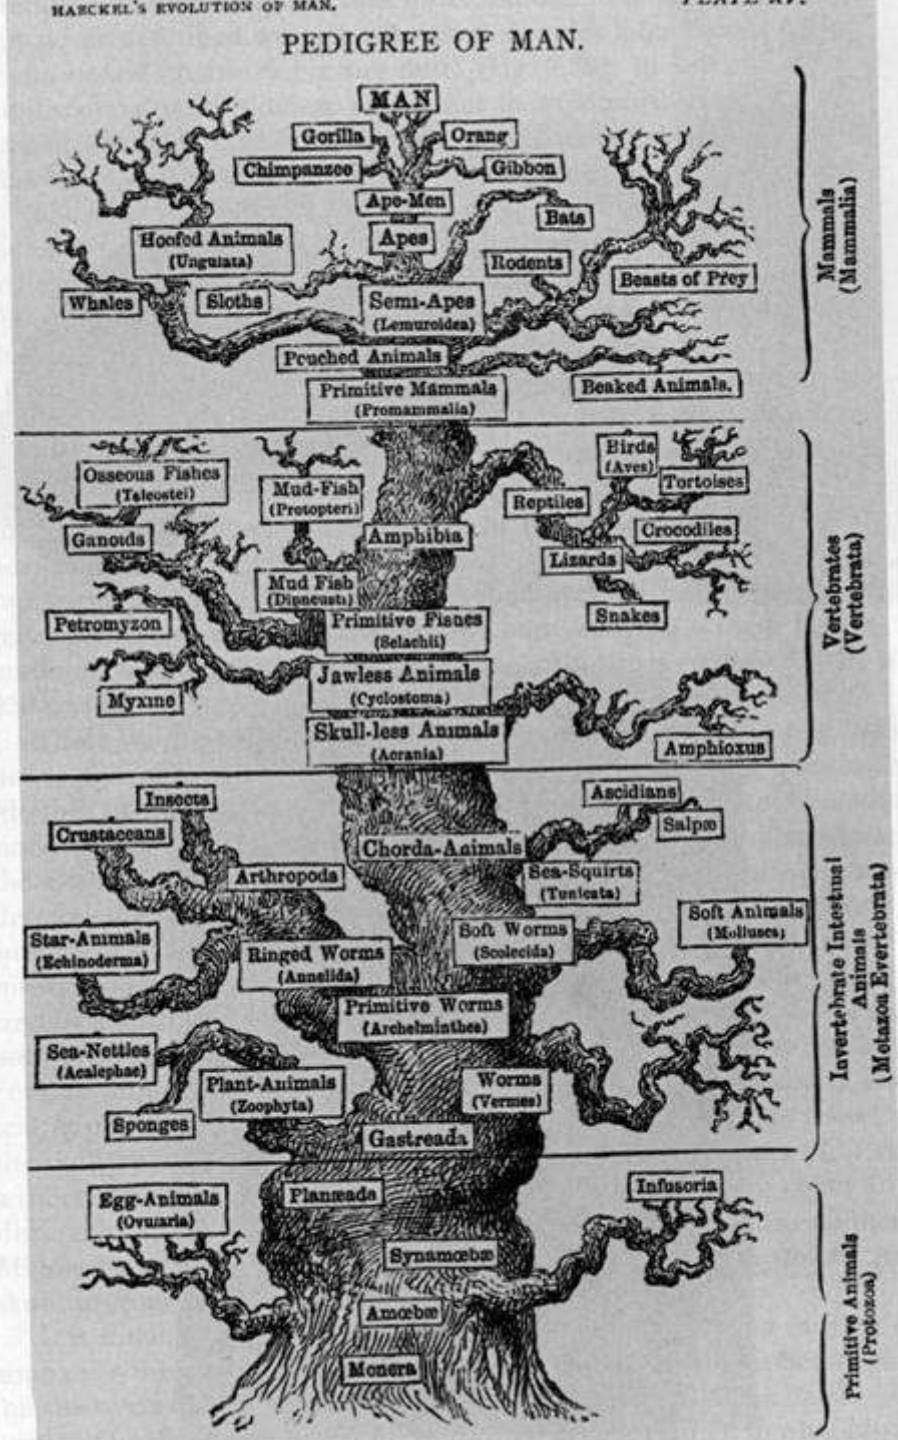 HAECKEL'S EVOLUTION OF MAN.
PEDIGREE OF MAN.
MAN
Gorilla
Orang
Chimpanzee
Gibbon
Ape-Men
Bats
Apes
Hoofed Animals
(Ungulata)
Rodents
Beasts of Prey
Whales
Sloths
Semi-Apes
(Lemuroidea)
Pouched Animals
Beaked Animals.
Primitive Mammals
(Promammalia)
Mammals
(Mammalia)
Osseous Fishes
(Teleostei)
Mud-Fish
(Protopteri)
Birds
(Aves)
Tortoises
Reptiles
Ganoids
Amphibia
Crocodiles
Lizards
Mud Fish
(Dipneusti)
Snakes
Petromyzon
Primitive Fishes
(Selachii)
Jawless Animals
(Cyclostoma)
Myxine
Skull-less Animals
(Acrania)
Amphioxus
Vertebrates
(Vertebrata)
Insects
Ascidians
Crustaceans
Salpæ
Chorda-Animals
Arthropoda
Sea-Squirts
(Tunicata)
Star-Animals
(Echinoderma)
Ringed Worms
(Annelida)
Soft Worms
(Scolecida)
Soft Animals
(Mollusca)
Primitive Worms
(Archelminthes)
Sea-Nettles
(Acalephae)
Plant-Animals
(Zoophyta)
Worms
(Vermes)
Sponges
Gastreada
Invertebrate Intestinal
Animals
(Metazoa Evertebrata)
Egg-Animals
(Ovularia)
Planæada
Infusoria
Synamœbæ
Amœbæ
Monera
Primitive Animals
(Protozoa)